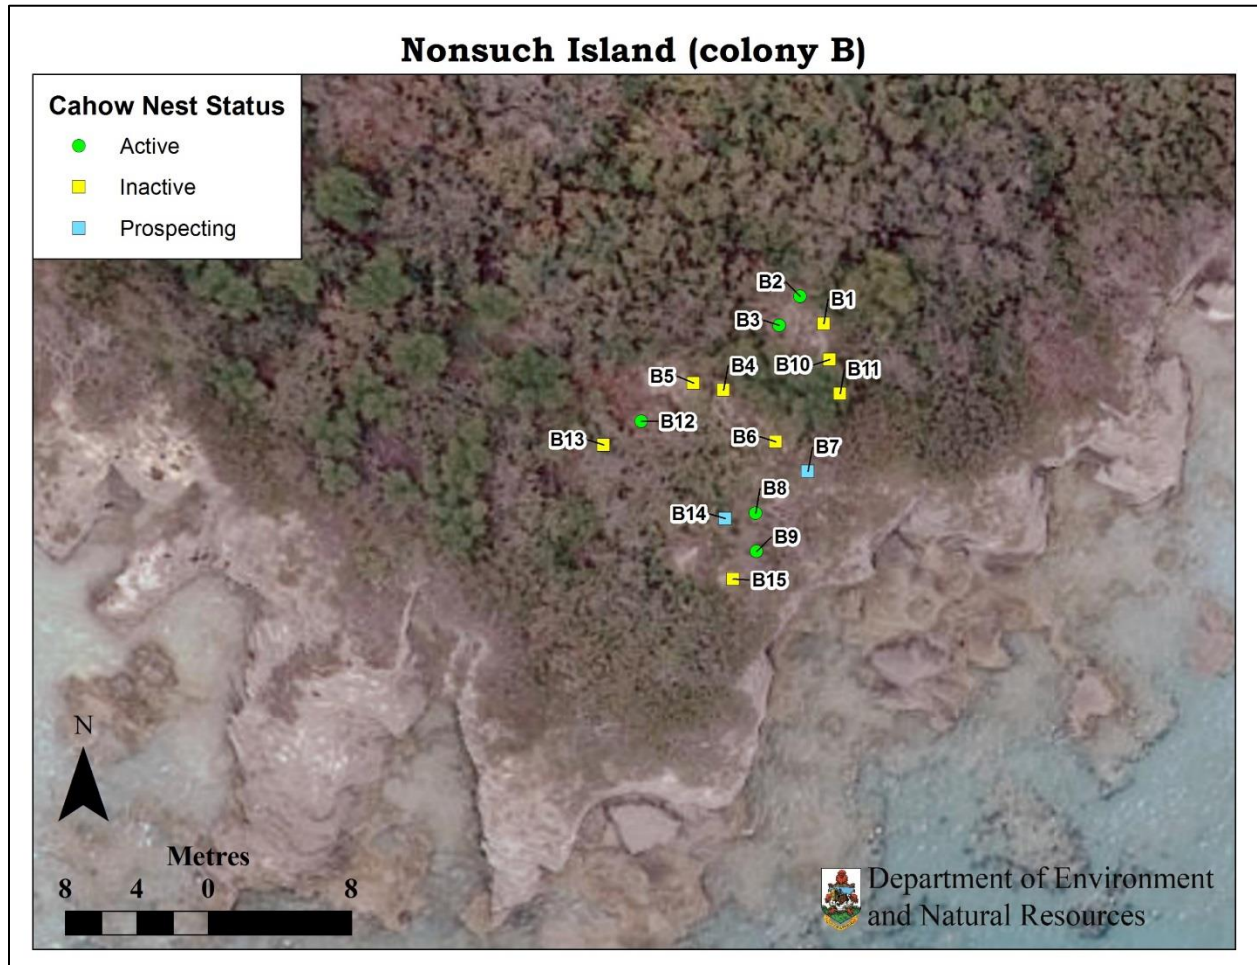 Nonsuch Island (colony B)
Cahow Nest Status
Active
Inactive
Prospecting
B2
B1
B3
B10
B4
B11
B5
B12
B13
B6
B7
B8
B14
B9
B15
N
Metres
8 4 0 8
Department of Environment
and Natural Resources